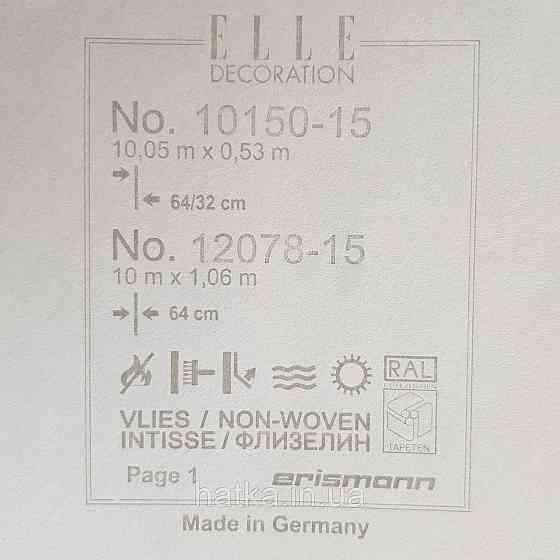 ELLE
DECORATION
No. 10150-15
10,05 m x 0,53 m
64/32 cm
No. 12078-15
10 m x 1,06 m
64 cm
RAL
VLIES / NON-WOVEN
INTISSE / ФЛИЗЕЛИН
TAPETEN
Page 1
erismann
hatka.in.ua
Made in Germany